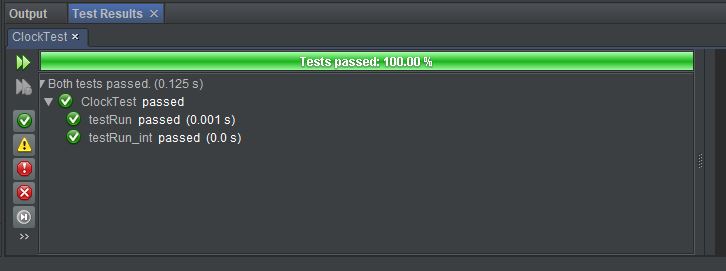 Output Test Results ×
ClockTest ×
Tests passed: 100.00 %
Both tests passed. (0.125 s)
ClockTest passed
testRun passed (0.001 s)
testRun_int passed (0.0 s)
>>